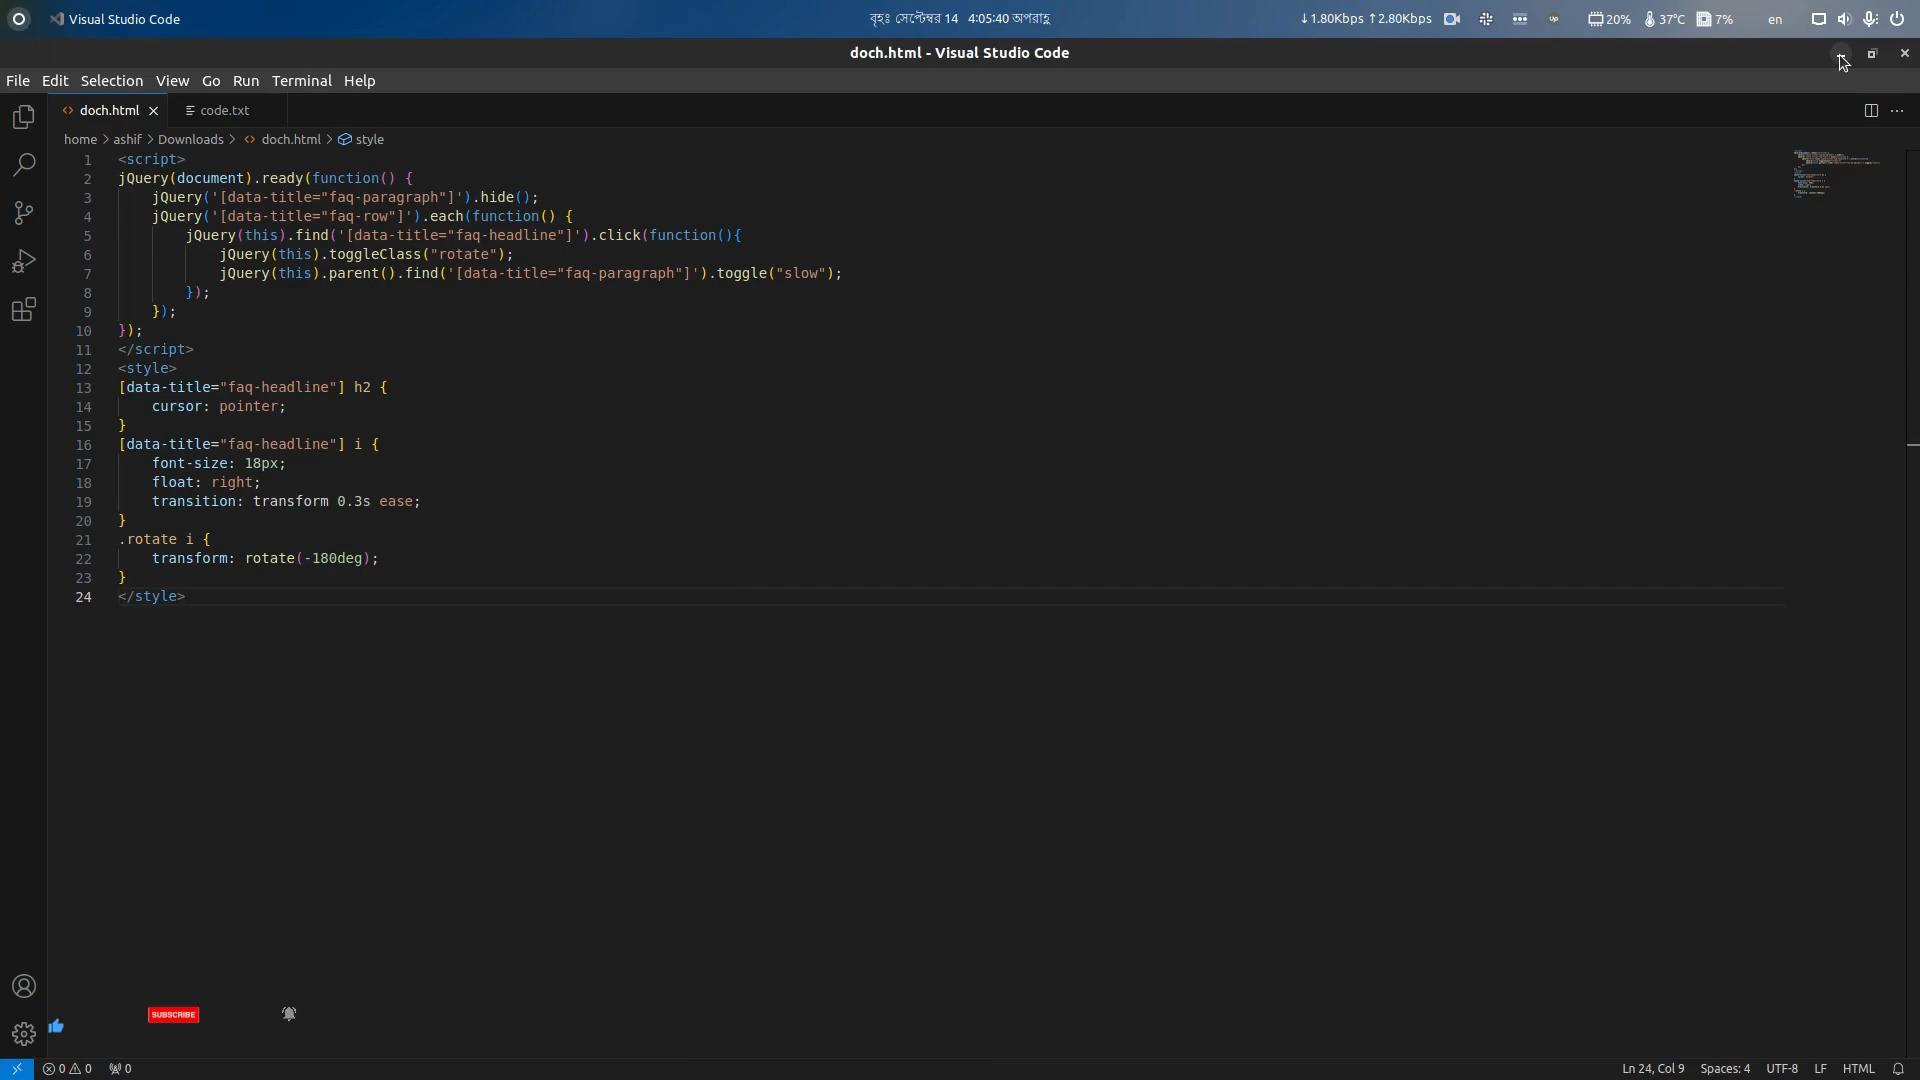 Visual Studio Code
বৃহঃ সেপ্টেম্বর 14 4:05:40 অপরাহ্ণ
↓1.80Kbps ↑2.80Kbps
20%
37°C
7%
en
doch.html - Visual Studio Code
File Edit Selection View Go Run Terminal Help
doch.html
code.txt
home > ashif > Downloads > doch.html > style
1 <script>
2 jQuery(document).ready(function() {
3     jQuery('[data-title="faq-paragraph"]').hide();
4     jQuery('[data-title="faq-row"]').each(function() {
5         jQuery(this).find('[data-title="faq-headline"]').click(function(){
6             jQuery(this).toggleClass("rotate");
7             jQuery(this).parent().find('[data-title="faq-paragraph"]').toggle("slow");
8         });
9     });
10 });
11 </script>
12 <style>
13 [data-title="faq-headline"] h2 {
14     cursor: pointer;
15 }
16 [data-title="faq-headline"] i {
17     font-size: 18px;
18     float: right;
19     transition: transform 0.3s ease;
20 }
21 .rotate i {
22     transform: rotate(-180deg);
23 }
24 </style>
SUBSCRIBE
0 0 0
Ln 24, Col 9 Spaces: 4 UTF-8 LF HTML